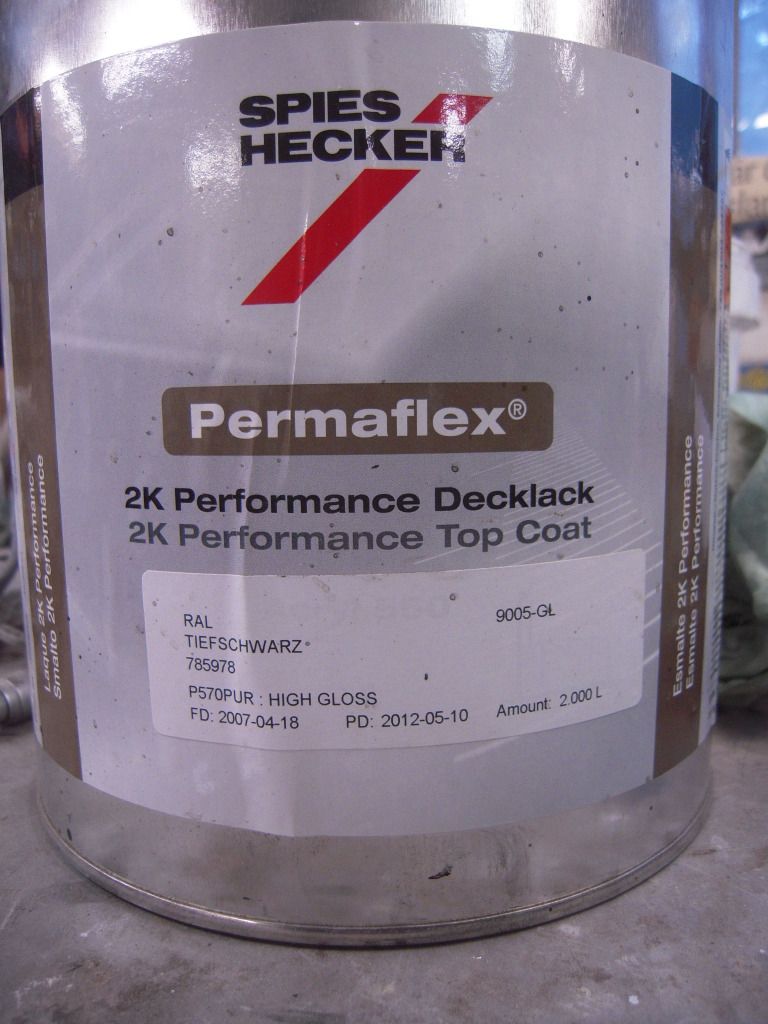 SPIES
HECKER
Permaflex®
2K Performance Decklack
2K Performance Top Coat
RAL 9005-GL
TIEFSCHWARZ
785978
P570PUR : HIGH GLOSS
FD: 2007-04-18 PD: 2012-05-10 Amount: 2.000 L
Laque 2K Performance
Smalto 2K Performance
Esmalte 2K Performance
Esmalte 2K Performance